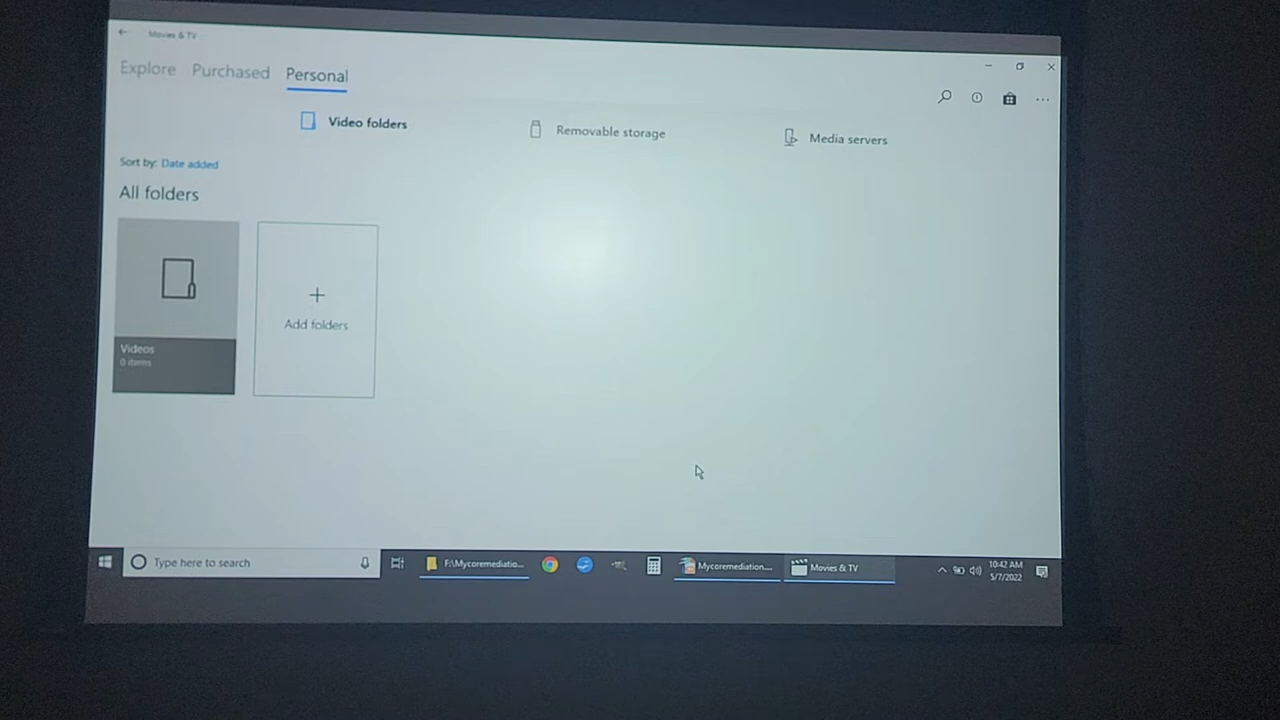 Movies & TV
Explore Purchased Personal
Video folders Removable storage Media servers
Sort by: Date added
All folders
+
Add folders
Videos
0 items
Type here to search
F:\Mycoremediatio...
Mycoremediation....
Movies & TV
10:42 AM
5/7/2022